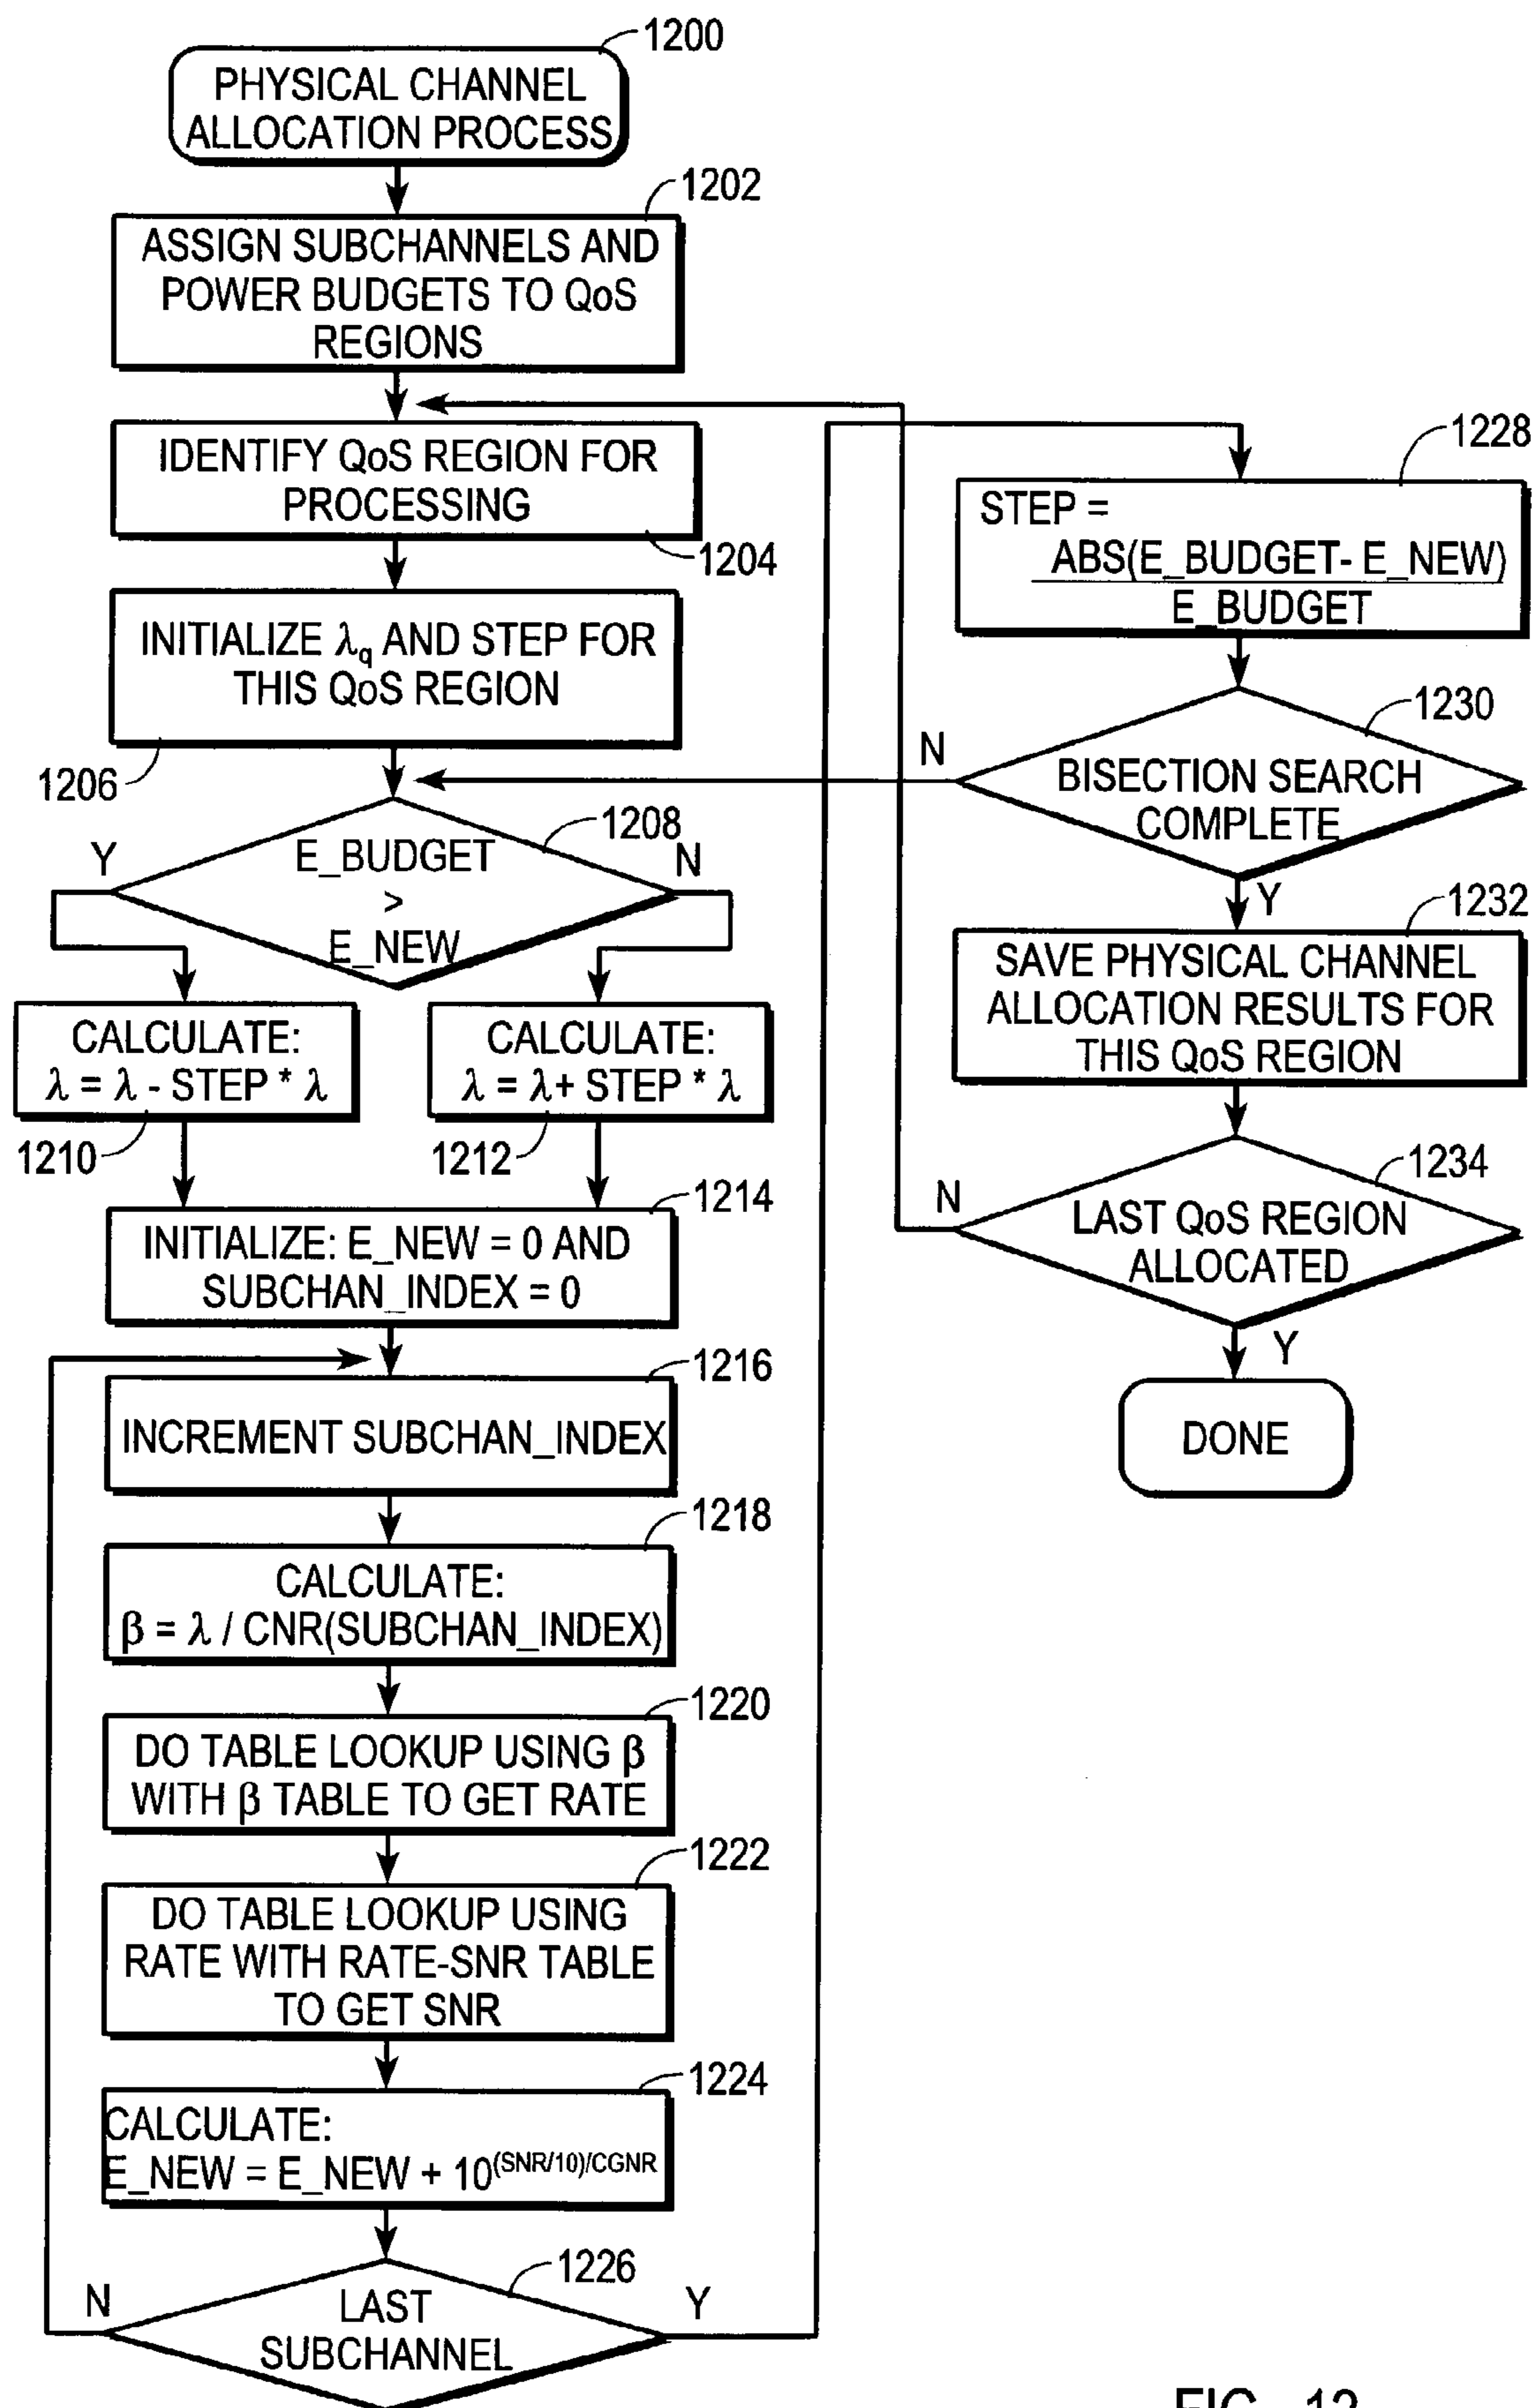 1200
PHYSICAL CHANNEL
ALLOCATION PROCESS
1202
ASSIGN SUBCHANNELS AND
POWER BUDGETS TO QoS
REGIONS
IDENTIFY QoS REGION FOR
PROCESSING
1204
INITIALIZE λq AND STEP FOR
THIS QoS REGION
1206
1208
Y
E_BUDGET
>
E_NEW
N
CALCULATE:
λ = λ - STEP * λ
1210
CALCULATE:
λ = λ + STEP * λ
1212
1214
INITIALIZE: E_NEW = 0 AND
SUBCHAN_INDEX = 0
1216
INCREMENT SUBCHAN_INDEX
1218
CALCULATE:
β = λ / CNR(SUBCHAN_INDEX)
1220
DO TABLE LOOKUP USING β
WITH β TABLE TO GET RATE
1222
DO TABLE LOOKUP USING
RATE WITH RATE-SNR TABLE
TO GET SNR
1224
CALCULATE:
E_NEW = E_NEW + 10(SNR/10)/CGNR
1226
N
LAST
SUBCHANNEL
Y
1228
STEP =
ABS(E_BUDGET- E_NEW)
E_BUDGET
1230
N
BISECTION SEARCH
COMPLETE
Y
1232
SAVE PHYSICAL CHANNEL
ALLOCATION RESULTS FOR
THIS QoS REGION
1234
N
LAST QoS REGION
ALLOCATED
Y
DONE